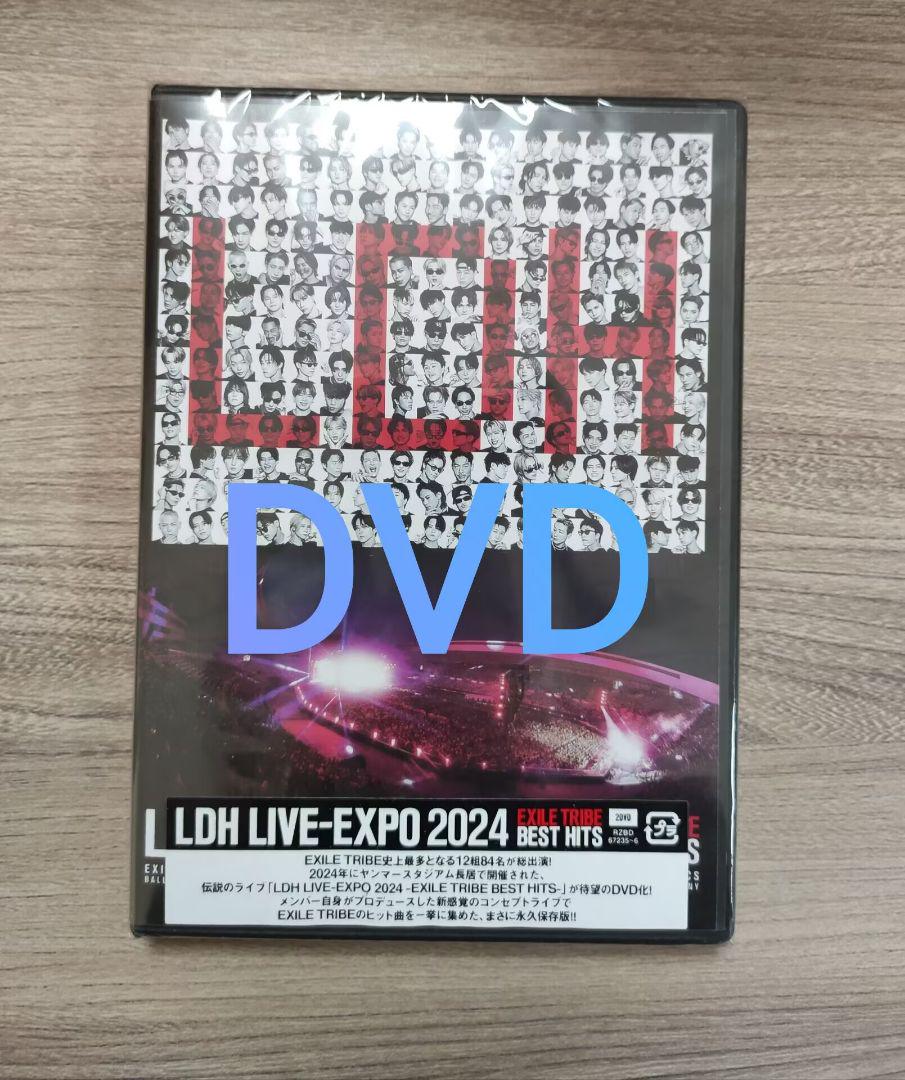 LDH
DVD
LDH LIVE-EXPO 2024
EXILE TRIBE
BEST HITS
2DVD
RZBD
67235~6
プラ
EXILE TRIBE史上最多となる12組84名が総出演!
2024年にヤンマースタジアム長居で開催された、
伝説のライブ「LDH LIVE-EXPO 2024 -EXILE TRIBE BEST HITS-」が待望のDVD化!
メンバー自身がプロデュースした新感覚のコンセプトライブで
EXILE TRIBEのヒット曲を一挙に集めた、まさに永久保存版!!